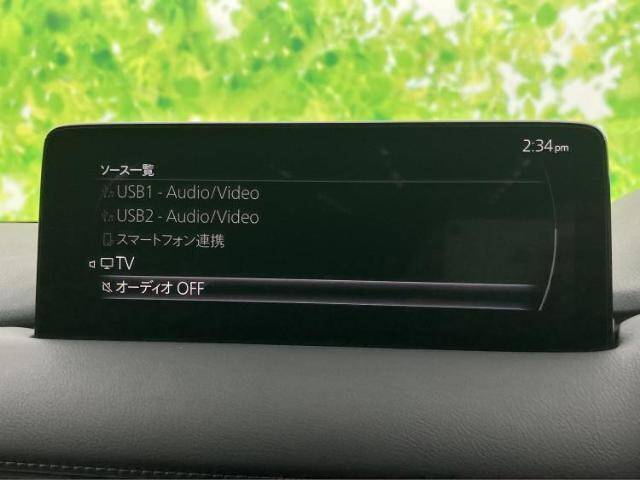 2:34pm
ソース一覧
USB1 - Audio/Video
USB2 - Audio/Video
スマートフォン連携
TV
オーディオ OFF